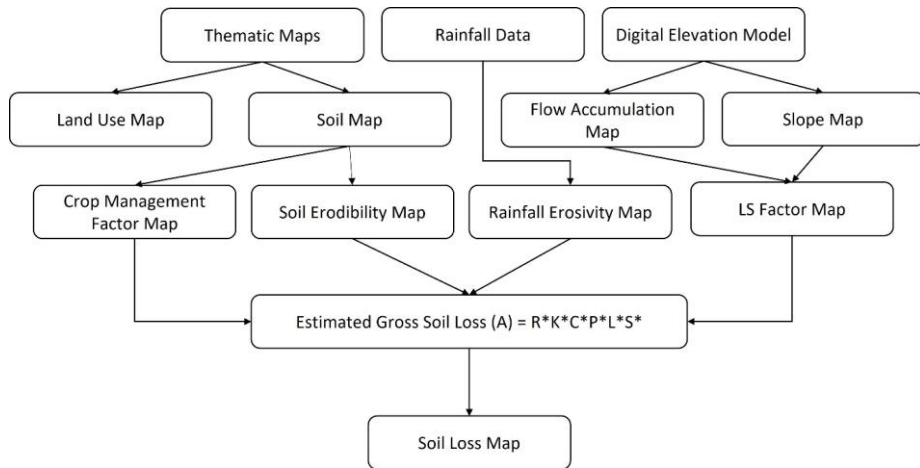 Thematic Maps
Rainfall Data
Digital Elevation Model
Land Use Map
Soil Map
Flow Accumulation
Map
Slope Map
Crop Management
Factor Map
Soil Erodibility Map
Rainfall Erosivity Map
LS Factor Map
Estimated Gross Soil Loss (A) = R*K*C*P*L*S*
Soil Loss Map